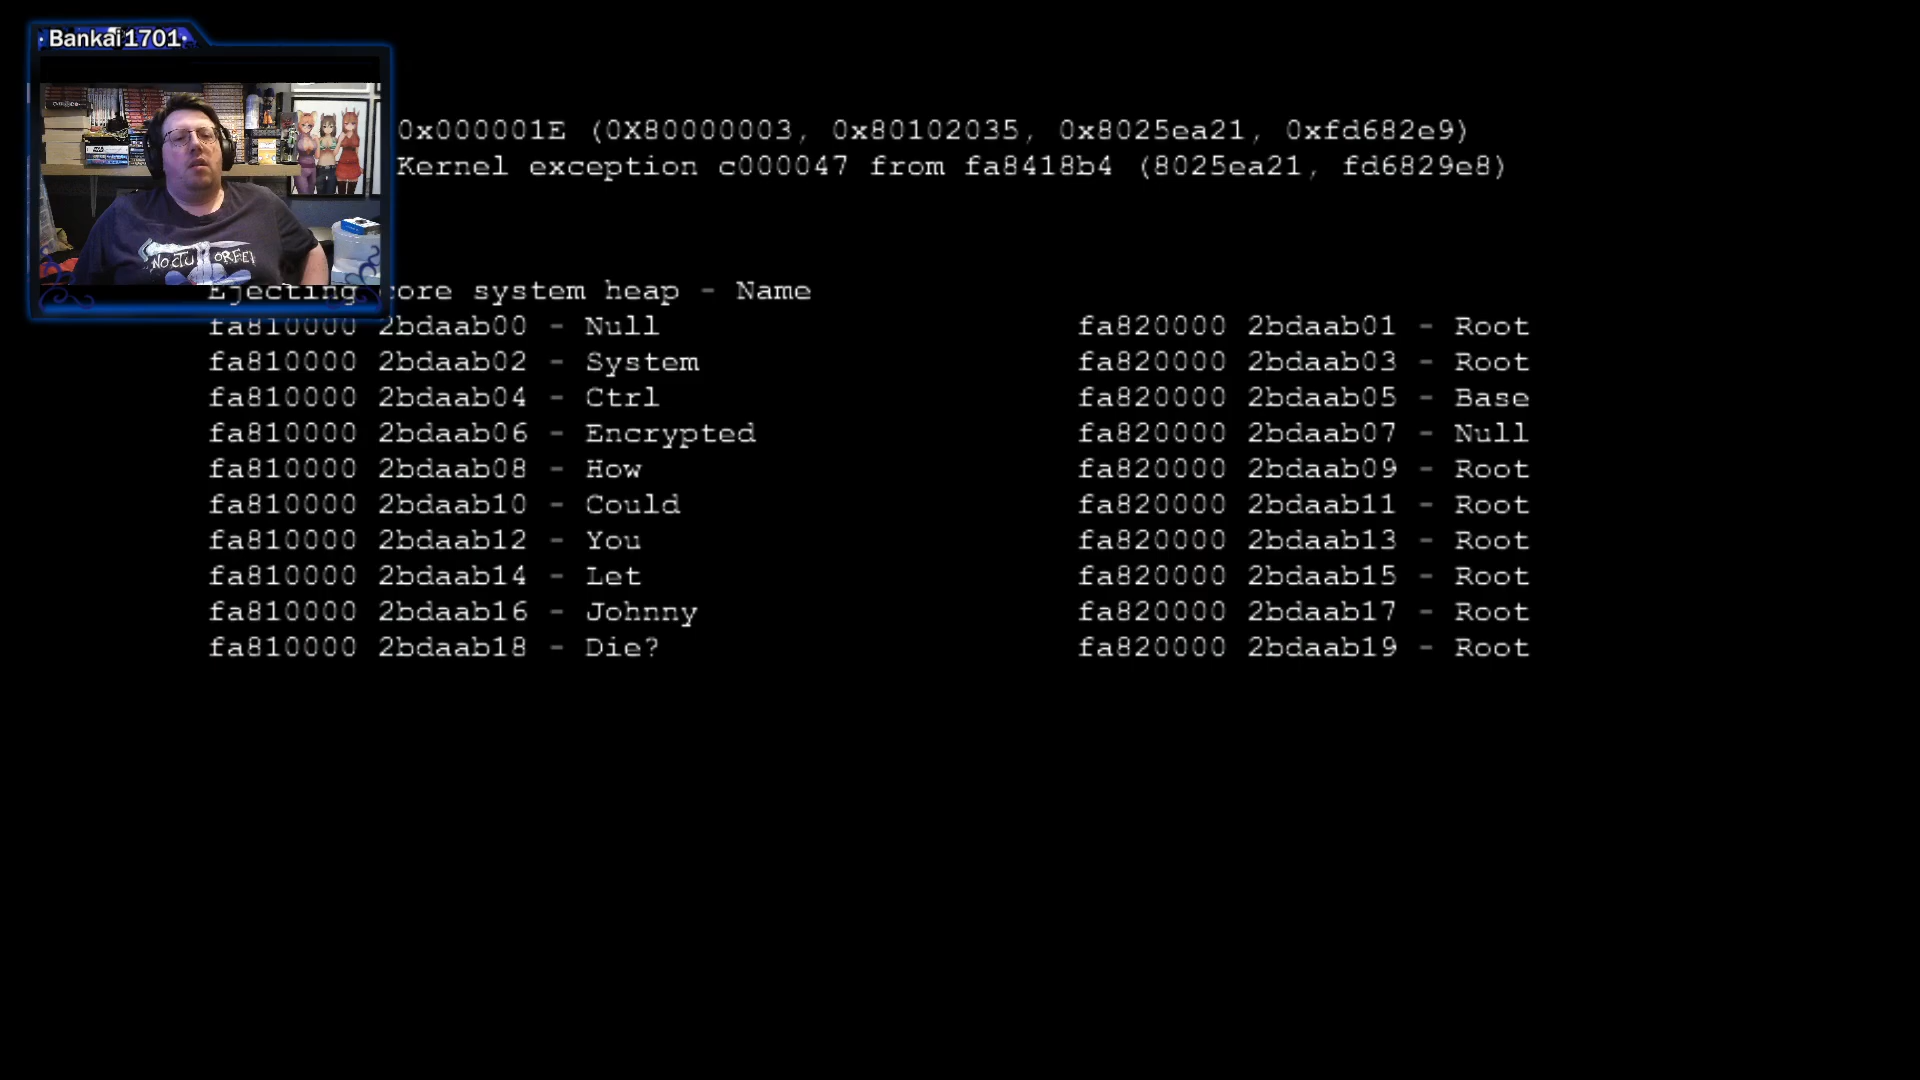 Bankai1701
0x000001E (0X80000003, 0x80102035, 0x8025ea21, 0xfd682e9)
Kernel exception c000047 from fa8418b4 (8025ea21, fd6829e8)
Ejecting core system heap - Name
fa810000 2bdaab00 - Null fa820000 2bdaab01 - Root
fa810000 2bdaab02 - System fa820000 2bdaab03 - Root
fa810000 2bdaab04 - Ctrl fa820000 2bdaab05 - Base
fa810000 2bdaab06 - Encrypted fa820000 2bdaab07 - Null
fa810000 2bdaab08 - How fa820000 2bdaab09 - Root
fa810000 2bdaab10 - Could fa820000 2bdaab11 - Root
fa810000 2bdaab12 - You fa820000 2bdaab13 - Root
fa810000 2bdaab14 - Let fa820000 2bdaab15 - Root
fa810000 2bdaab16 - Johnny fa820000 2bdaab17 - Root
fa810000 2bdaab18 - Die? fa820000 2bdaab19 - Root